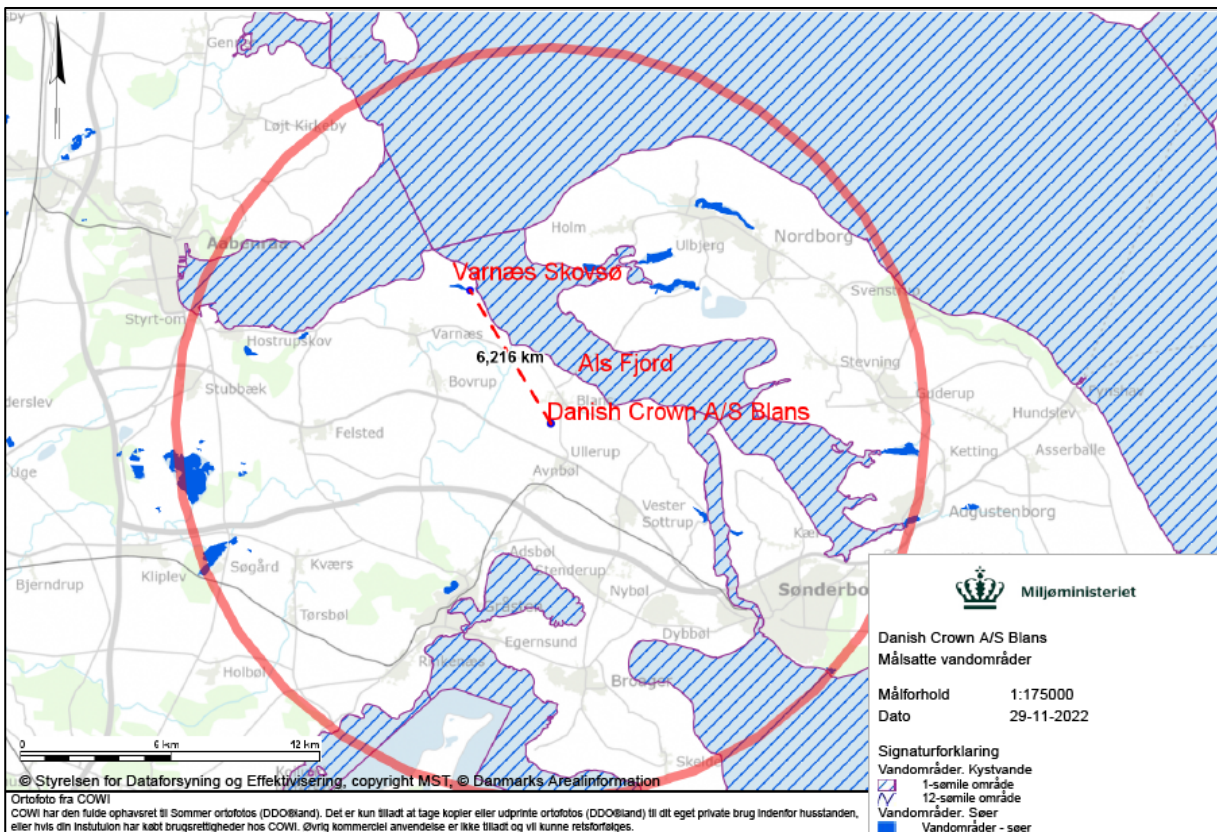 Genner
Løjt Kirkeby
Aabenraa
Holm
Ulbjerg
Nordborg
Varnæs Skovsø
Svenstrup
Styrt-om
Hostrupskov
Varnæs
6,216 km
Als Fjord
Stevning
Bovrup
Blans
Stubbæk
Guderup
Fynshav
Hundslev
Danish Crown A/S Blans
Felsted
Ullerup
Uge
Avnbøl
Ketting
Asserballe
Vester
Sottrup
Augustenborg
Kær
Adsbøl
Stenderup
Kliplev
Søgård
Kværs
Bjerndrup
Nybøl
Sønderbo
Tørsbøl
Gråsten
Egernsund
Dybbøl
Holbøl
Rinkenæs
Broager
Skelde
Miljøministeriet
Danish Crown A/S Blans
Målsatte vandområder
Målforhold 1:175000
Dato 29-11-2022
Signaturforklaring
Vandområder. Kystvande
1-sømile område
12-sømile område
Vandområder. Søer
Vandområder - søer
0 6 km 12 km
© Styrelsen for Dataforsyning og Effektivisering, copyright MST, © Danmarks Arealinformation
Ortofoto fra COWI
COWI har den fulde ophavsret til Sommer ortofotos (DDO®land). Det er kun tilladt at tage kopier eller udprinte ortofotos (DDO®land) til dit eget private brug indenfor husstanden,
eller hvis din institution har købt brugsrettigheder hos COWI. Øvrig kommerciel anvendelse er ikke tilladt og vil kunne retsforfølges.